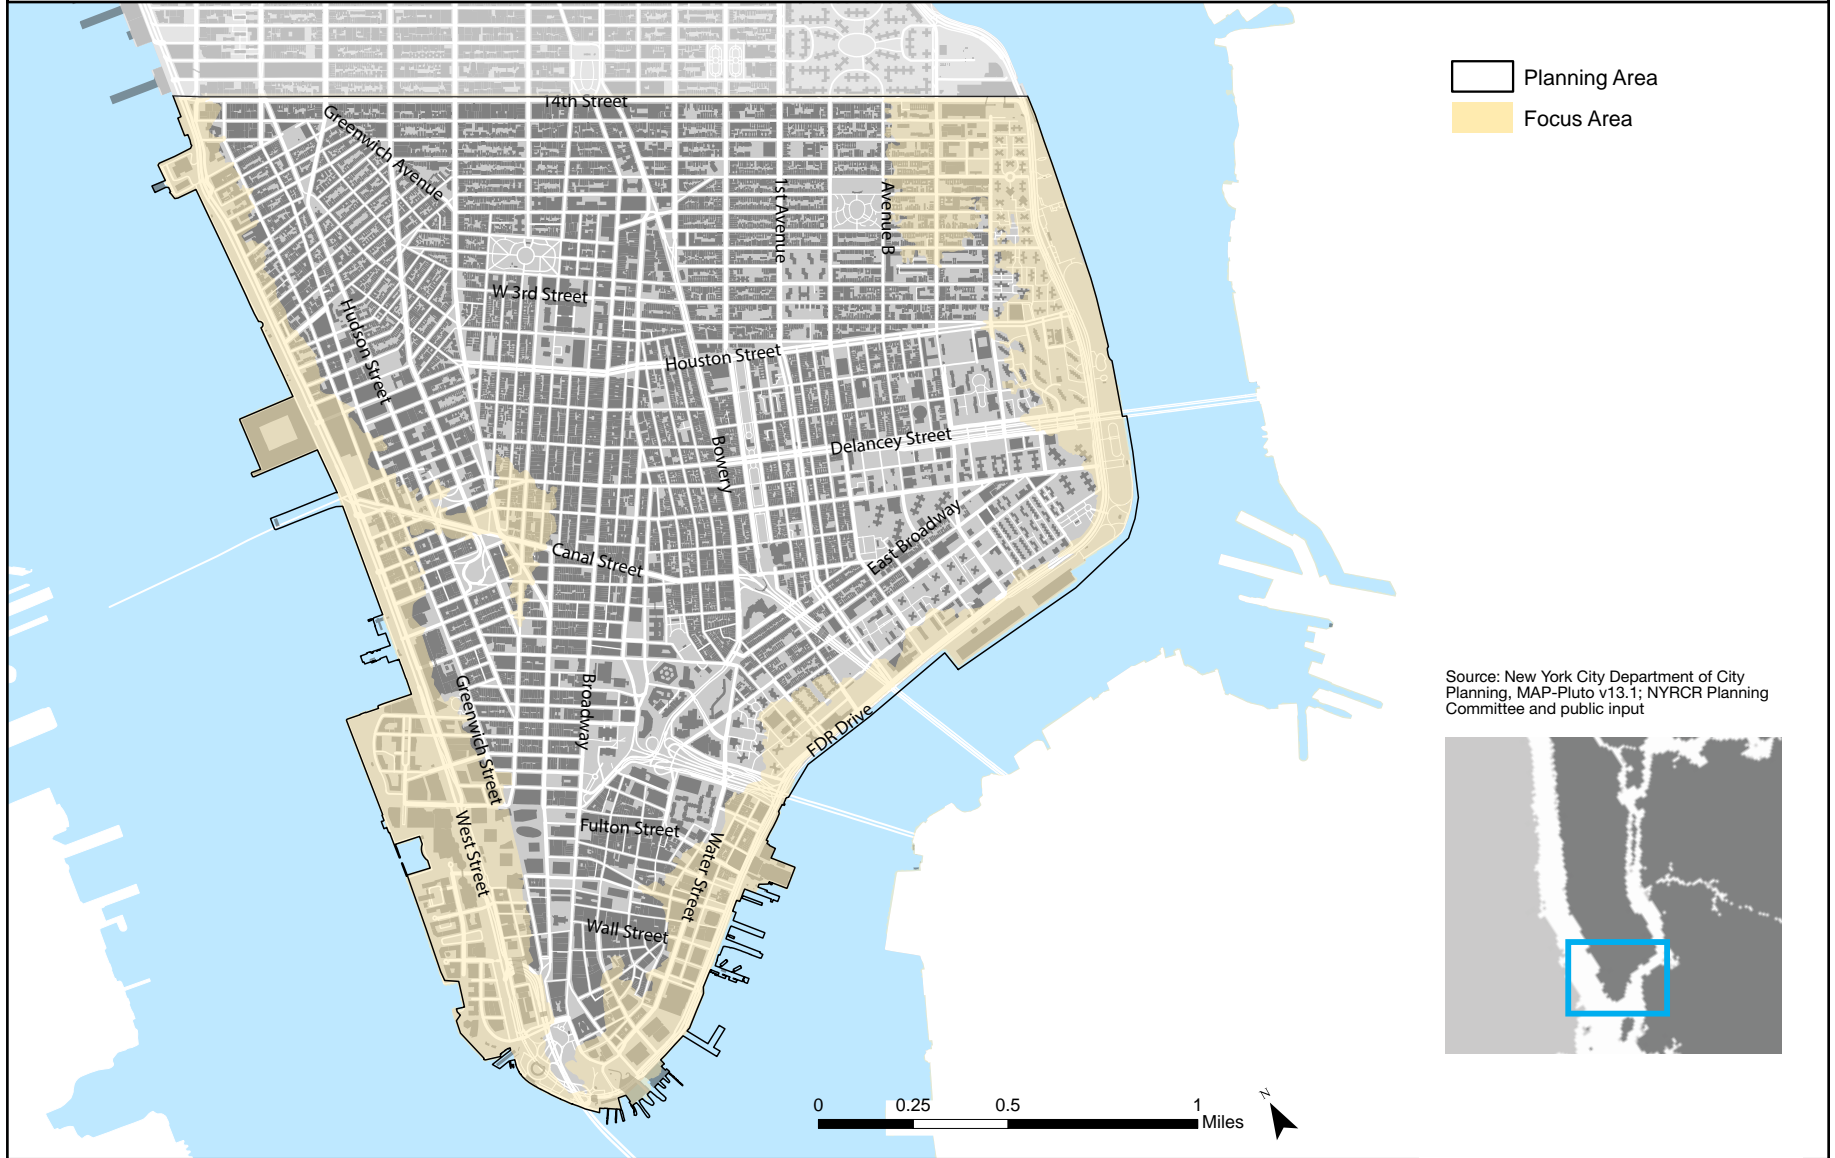 Planning Area
Focus Area
14th Street
Greenwich Avenue
1st Avenue
Avenue B
W 3rd Street
Hudson Street
Houston Street
Bowery
Delancey Street
East Broadway
Canal Street
Greenwich Street
Broadway
FDR Drive
West Street
Fulton Street
Water Street
Wall Street
Source: New York City Department of City
Planning, MAP-Pluto v13.1; NYRCR Planning
Committee and public input
0 0.25 0.5 1
Miles
N